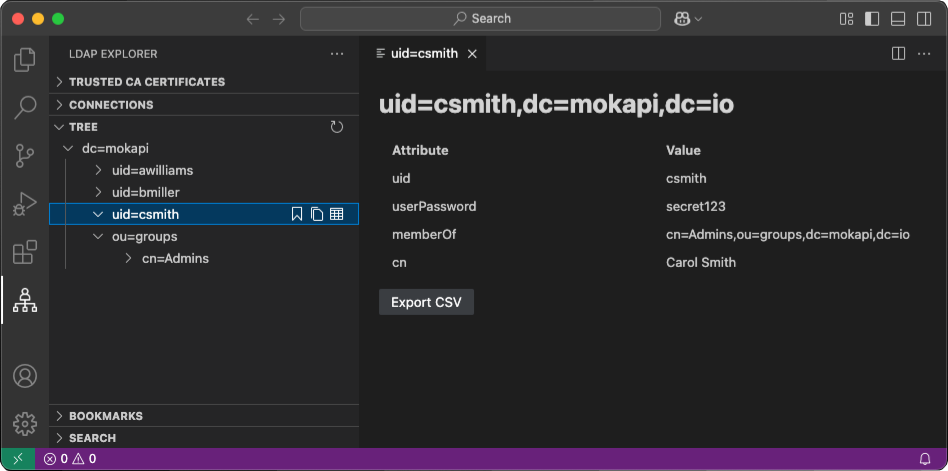 Search
LDAP EXPLORER
TRUSTED CA CERTIFICATES
CONNECTIONS
TREE
dc=mokapi
uid=awilliams
uid=bmiller
uid=csmith
ou=groups
cn=Admins
BOOKMARKS
SEARCH
uid=csmith
uid=csmith,dc=mokapi,dc=io
Attribute Value
uid csmith
userPassword secret123
memberOf cn=Admins,ou=groups,dc=mokapi,dc=io
cn Carol Smith
Export CSV
0 0